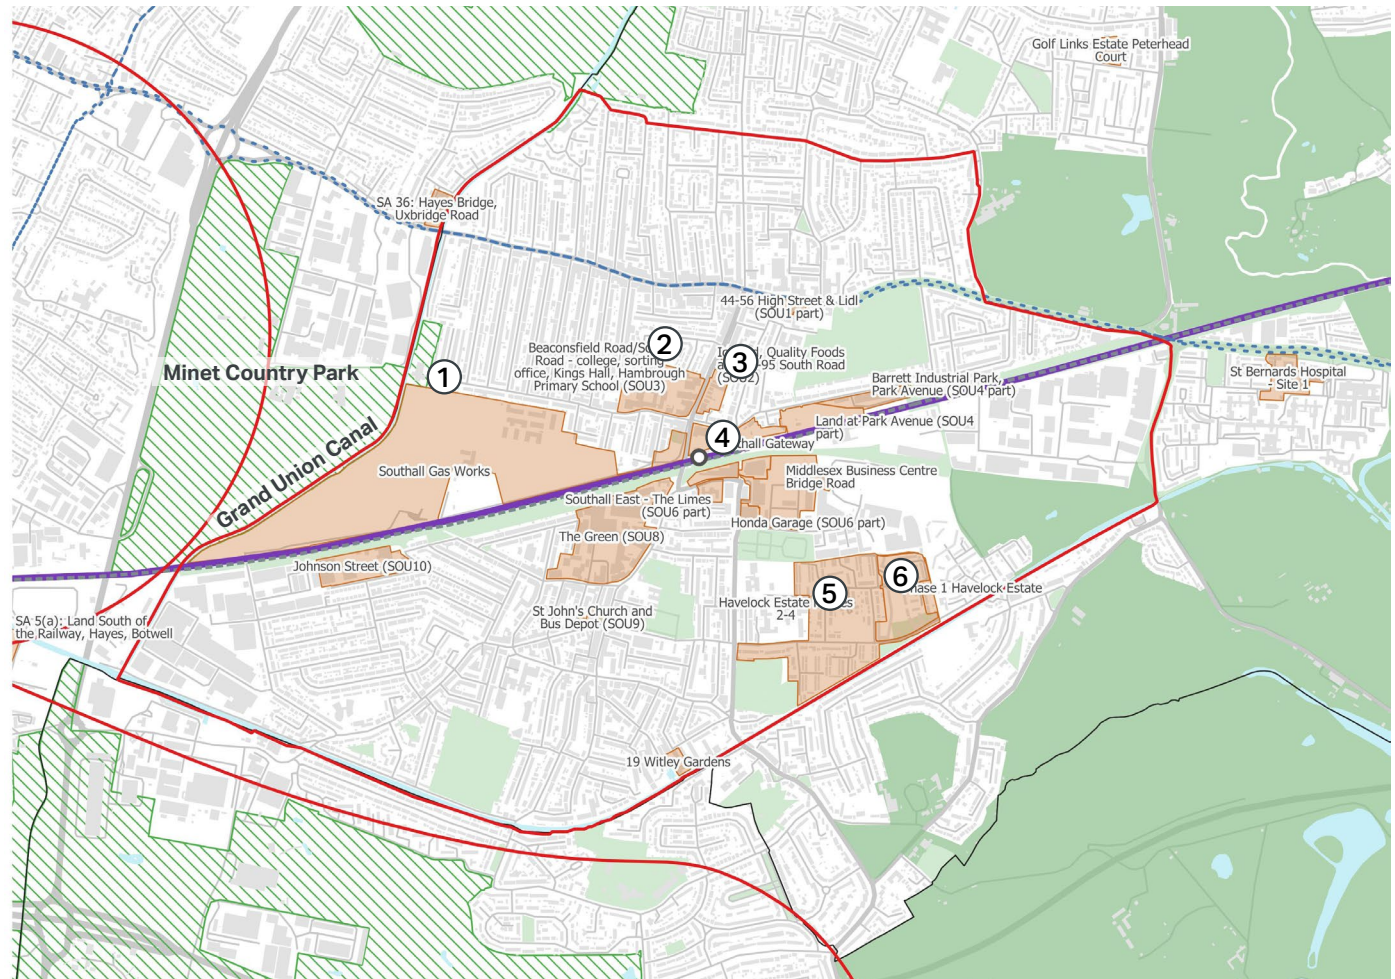 Golf Links Estate Peterhead
Court
SA 36: Hayes Bridge,
Uxbridge Road
44-56 High Street & Lidl
(SOU1 part)
2
Beaconsfield Road/
Road - college, sorting
office, Kings Hall, Hambrough
Primary School (SOU3)
3
Quality Foods
-95 South Road
(SOU2)
Minet Country Park
1
Barrett Industrial Park,
Park Avenue (SOU4 part)
St Bernards Hospital
- Site 1
Land at Park Avenue (SOU4
part)
4
Gateway
Grand Union Canal
Southall Gas Works
Middlesex Business Centre
Bridge Road
Southall East - The Limes
(SOU6 part)
Honda Garage (SOU6 part)
The Green (SOU8)
Johnson Street (SOU10)
5
6
Havelock Estate
2-4
1 Havelock Estate
St John's Church and
Bus Depot (SOU9)
SA 5(a): Land South of
the Railway, Hayes, Botwell
19 Witley Gardens